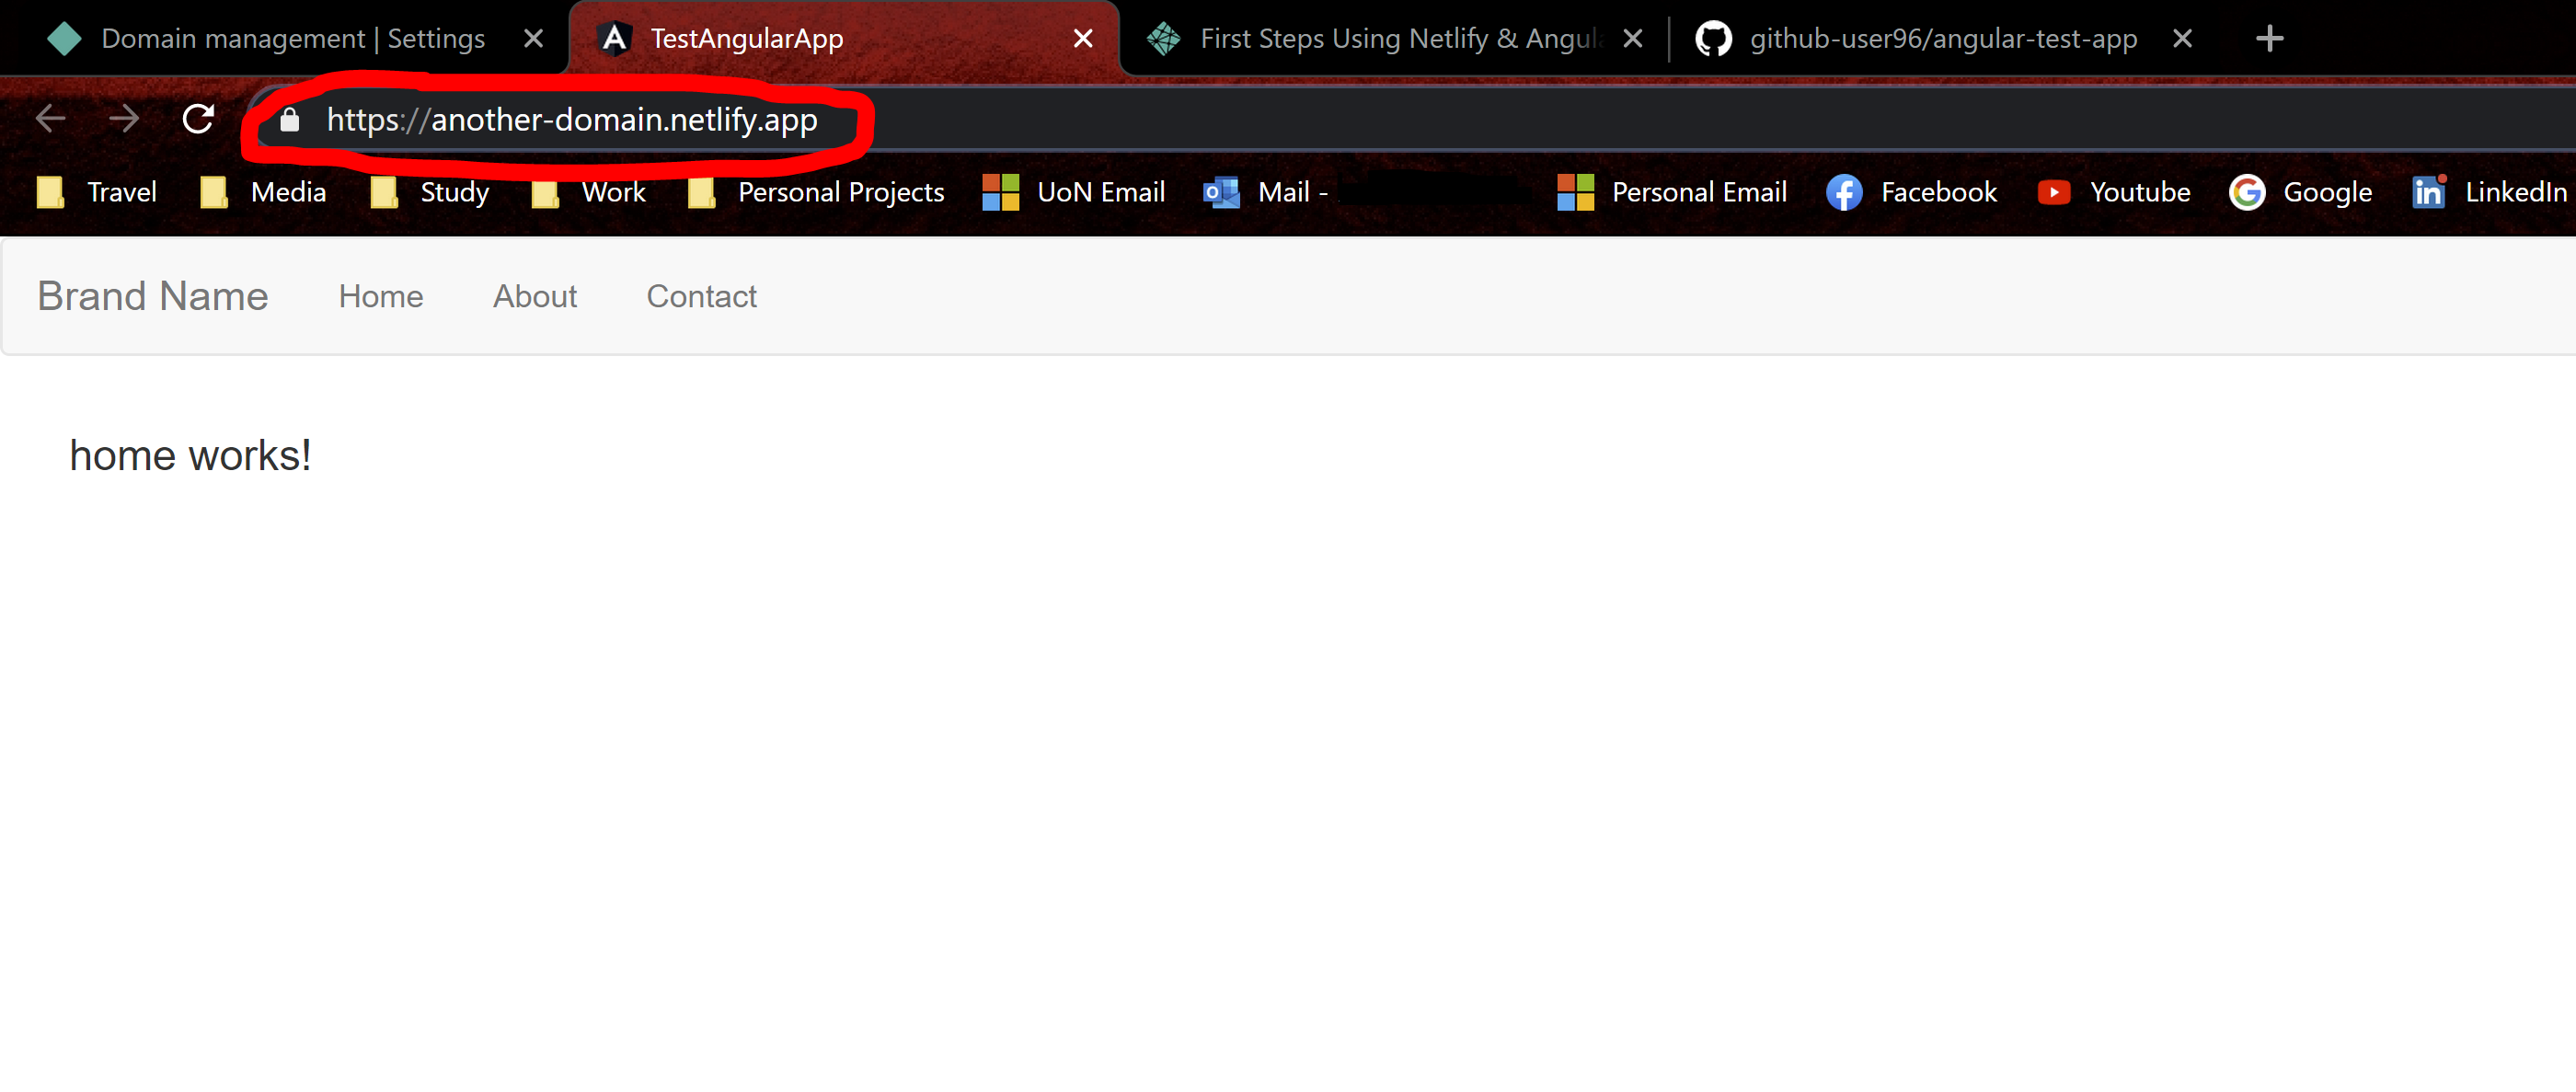 Domain management | Settings TestAngularApp First Steps Using Netlify & Angul github-user96/angular-test-app
https://another-domain.netlify.app
Travel Media Study Work Personal Projects UoN Email Mail - Personal Email Facebook Youtube Google LinkedIn
Brand Name Home About Contact
home works!